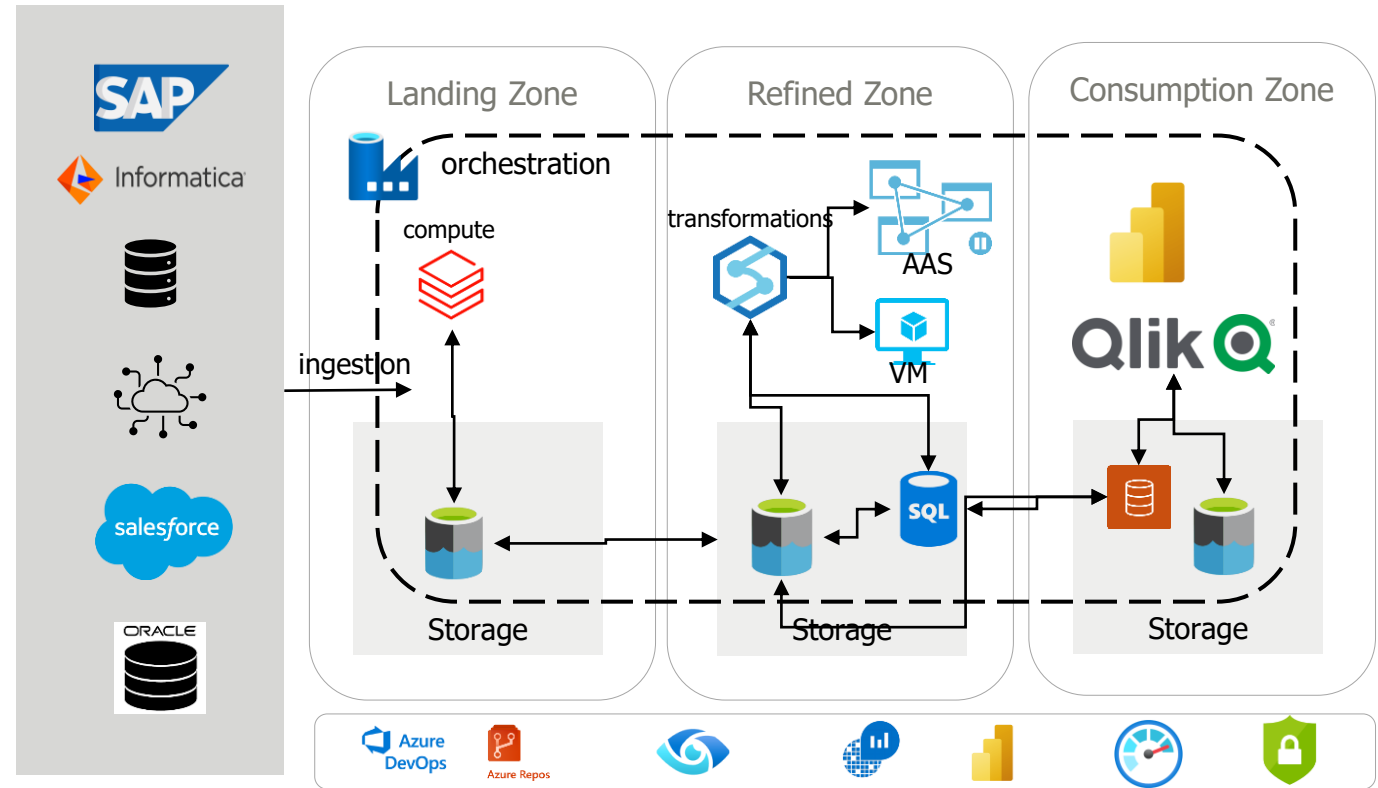 SAP
Informatica
salesforce
ORACLE
ingestion
Landing Zone
orchestration
compute
Storage
Refined Zone
transformations
AAS
VM
SQL
Storage
Consumption Zone
Qlik
Storage
Azure
DevOps
Azure Repos